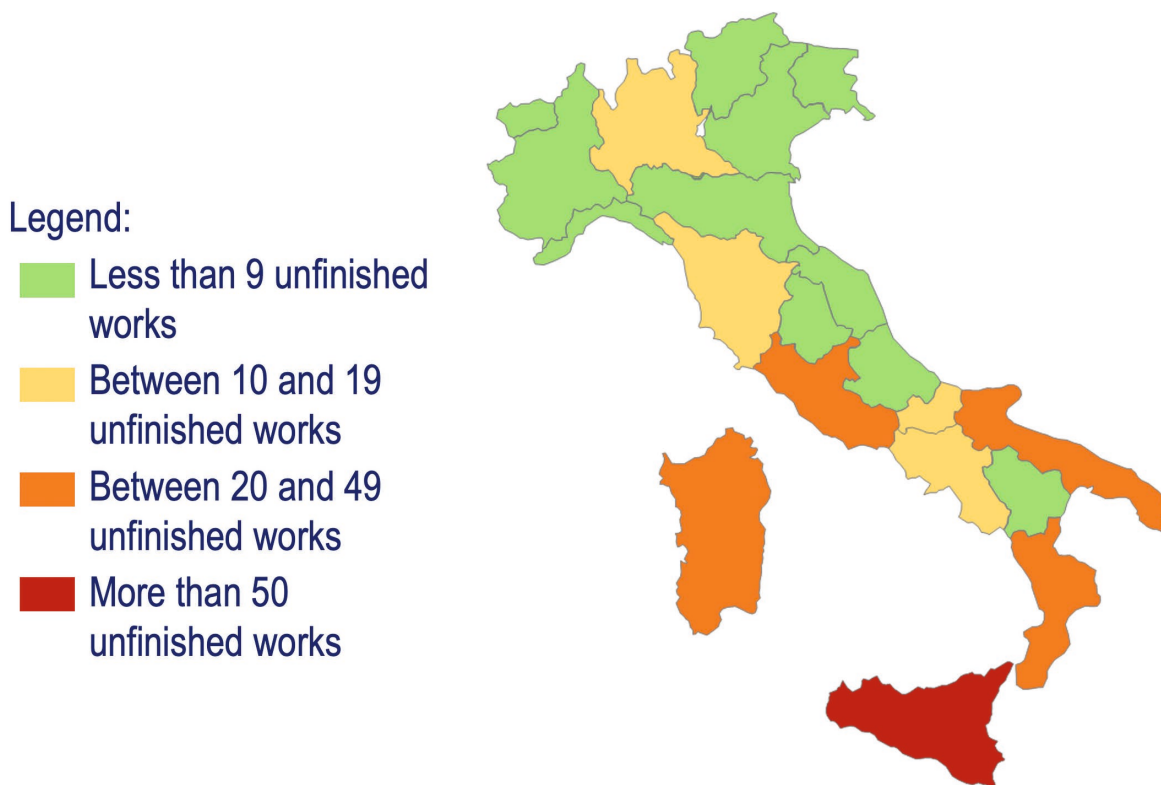 Legend:
Less than 9 unfinished
works
Between 10 and 19
unfinished works
Between 20 and 49
unfinished works
More than 50
unfinished works